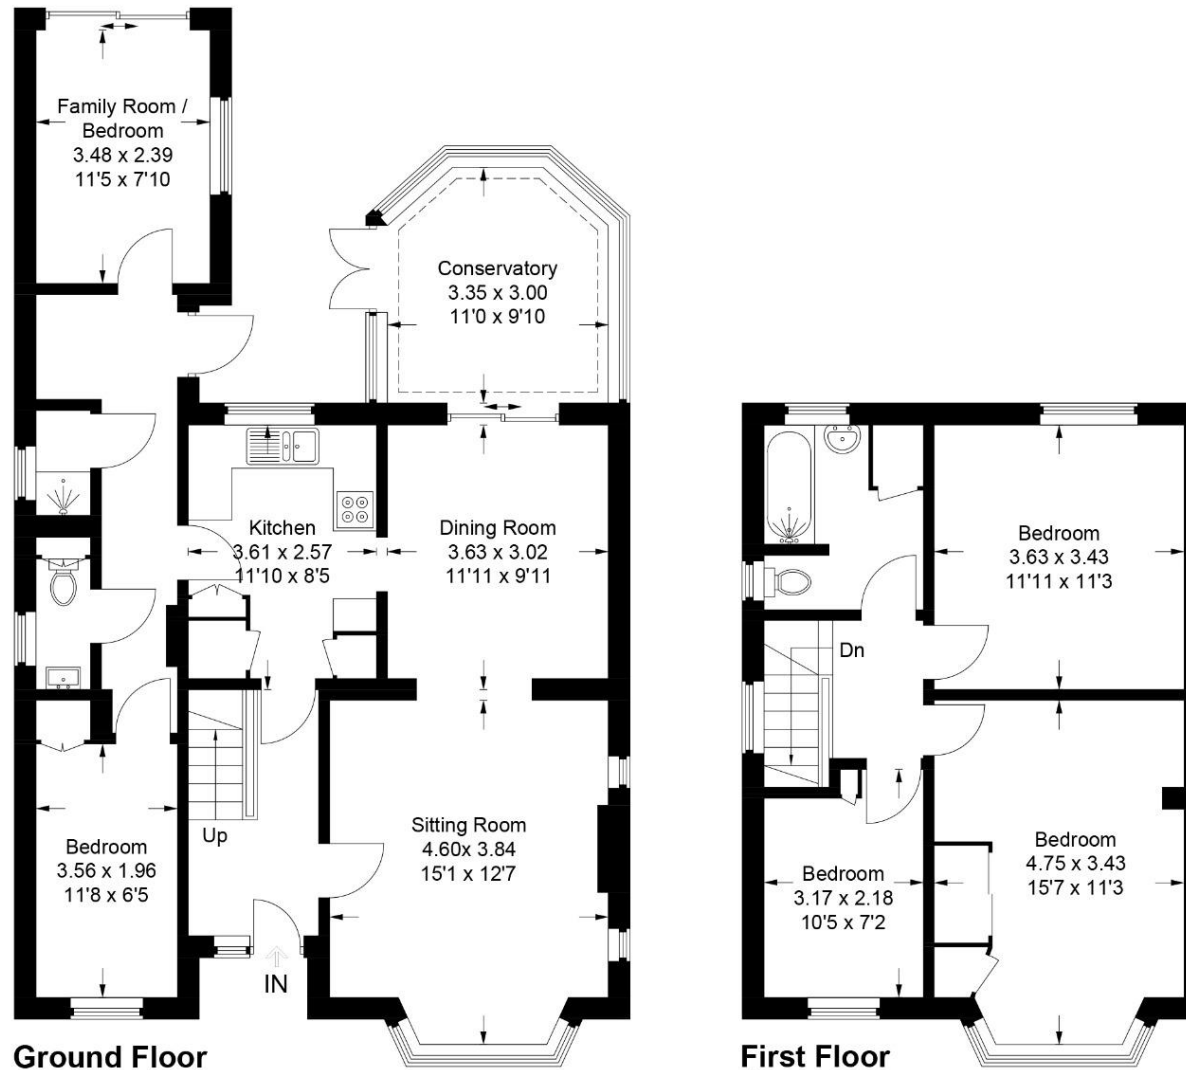 Family Room /
Bedroom
3.48 x 2.39
11'5 x 7'10
Conservatory
3.35 x 3.00
11'0 x 9'10
Kitchen
3.61 x 2.57
11'10 x 8'5
Dining Room
3.63 x 3.02
11'11 x 9'11
Bedroom
3.56 x 1.96
11'8 x 6'5
Up
Sitting Room
4.60x 3.84
15'1 x 12'7
IN
Ground Floor
Bedroom
3.63 x 3.43
11'11 x 11'3
Dn
Bedroom
4.75 x 3.43
15'7 x 11'3
Bedroom
3.17 x 2.18
10'5 x 7'2
First Floor